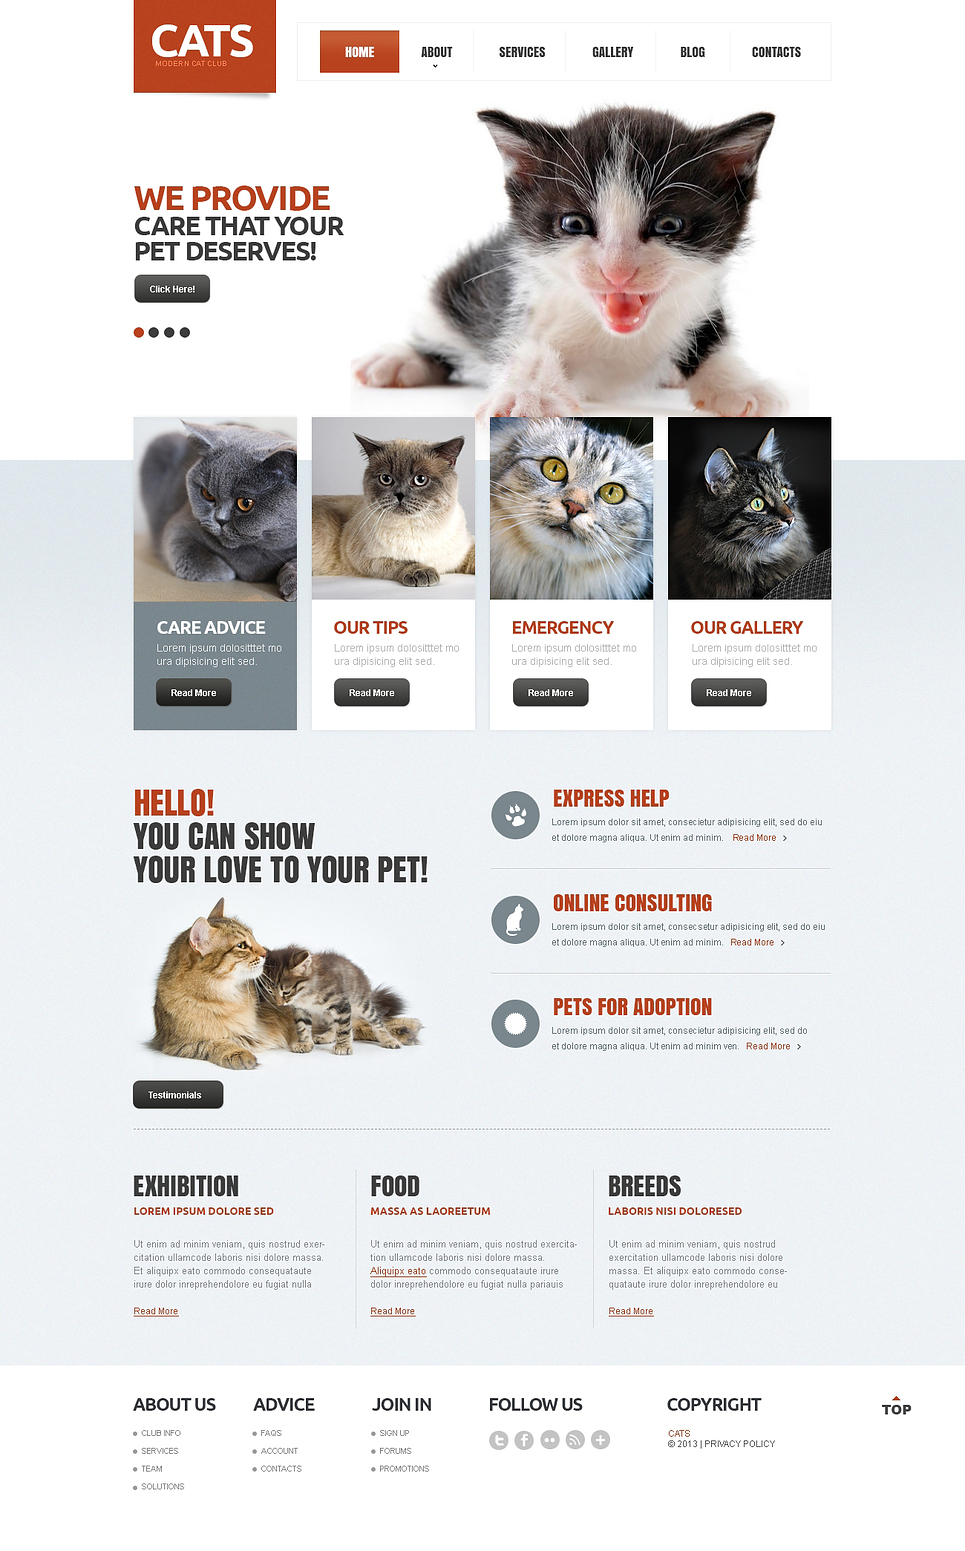 CATS
MODERN CAT CLUB
HOME
ABOUT
SERVICES
GALLERY
BLOG
CONTACTS
WE PROVIDE
CARE THAT YOUR
PET DESERVES!
Click Here!
CARE ADVICE
Lorem ipsum dolositttet mo
ura dipisicing elit sed.
Read More
OUR TIPS
Lorem ipsum dolositttet mo
ura dipisicing elit sed.
Read More
EMERGENCY
Lorem ipsum dolositttet mo
ura dipisicing elit sed.
Read More
OUR GALLERY
Lorem ipsum dolositttet mo
ura dipisicing elit sed.
Read More
HELLO!
YOU CAN SHOW
YOUR LOVE TO YOUR PET!
Testimonials
EXPRESS HELP
Lorem ipsum dolor sit amet, consecietur adipisicing elit, sed do eiu
et dolore magna aliqua. Ut enim ad minim. Read More
ONLINE CONSULTING
Lorem ipsum dolor sit amet, consecsetur adipisicing elit, sed do eiu
et dolore magna aliqua. Ut enim ad minim. Read More
PETS FOR ADOPTION
Lorem ipsum dolor sit amet, consecietur adipisicing elit, sed do
et dolore magna aliqua. Ut enim ad minim ven. Read More
EXHIBITION
LOREM IPSUM DOLORE SED
Ut enim ad minim veniam, quis nostrud exer-
citation ullamcode laboris nisi dolore massa.
Et aliquipx eato commodo consequataute
irure dolor inreprehendolore eu fugiat nulla
Read More
FOOD
MASSA AS LAOREETUM
Ut enim ad minim veniam, quis nostrud exercita-
tion ullamcode laboris nisi dolore massa.
Aliquipx eato commodo consequataute irure
dolor inreprehendolore eu fugiat nulla pariauis
Read More
BREEDS
LABORIS NISI DOLORESED
Ut enim ad minim veniam, quis nostrud
exercitation ullamcode laboris nisi dolore
massa. Et aliquipx eato commodo conse-
quataute irure dolor inreprehendolore eu
Read More
ABOUT US
CLUB INFO
SERVICES
TEAM
SOLUTIONS
ADVICE
FAQS
ACCOUNT
CONTACTS
JOIN IN
SIGN UP
FORUMS
PROMOTIONS
FOLLOW US
COPYRIGHT
CATS
© 2013 | PRIVACY POLICY
TOP